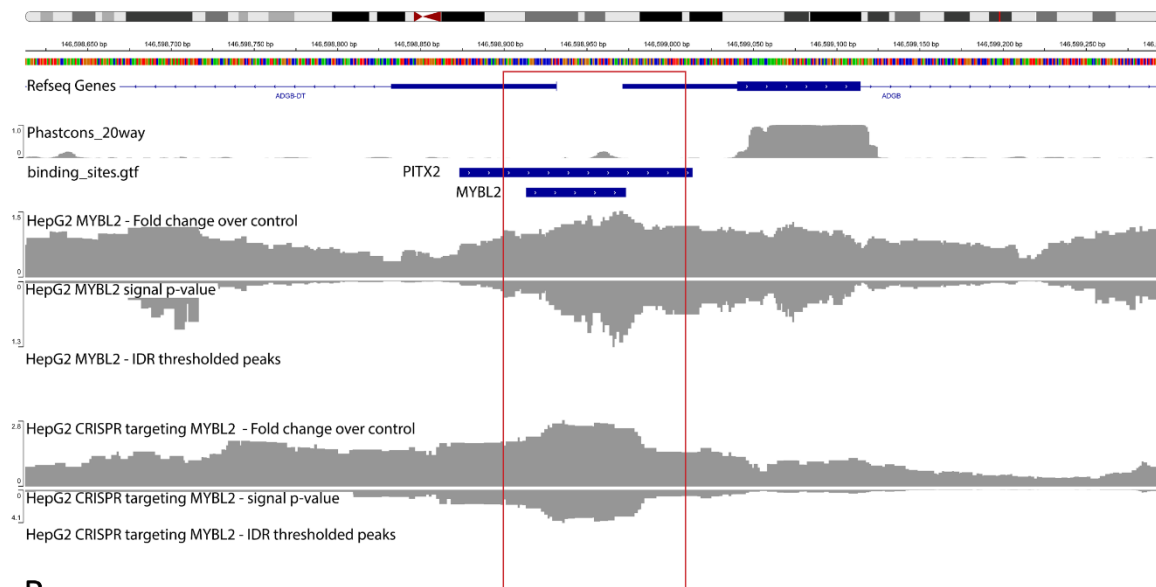 146,598,650 bp 146,598,700 bp 146,598,750 bp 146,598,800 bp 146,598,850 bp 146,598,900 bp 146,598,950 bp 146,599,000 bp 146,599,050 bp 146,599,100 bp 146,599,150 bp 146,599,200 bp 146,599,250 bp 146,
Refseq Genes
ADGB-DT ADGB
1.0 Phastcons_20way
0
binding_sites.gtf PITX2
MYBL2
1.5 HepG2 MYBL2 - Fold change over control
0
0 HepG2 MYBL2 signal p-value
1.3
HepG2 MYBL2 - IDR thresholded peaks
2.8 HepG2 CRISPR targeting MYBL2 - Fold change over control
0
0 HepG2 CRISPR targeting MYBL2 - signal p-value
4.1
HepG2 CRISPR targeting MYBL2 - IDR thresholded peaks